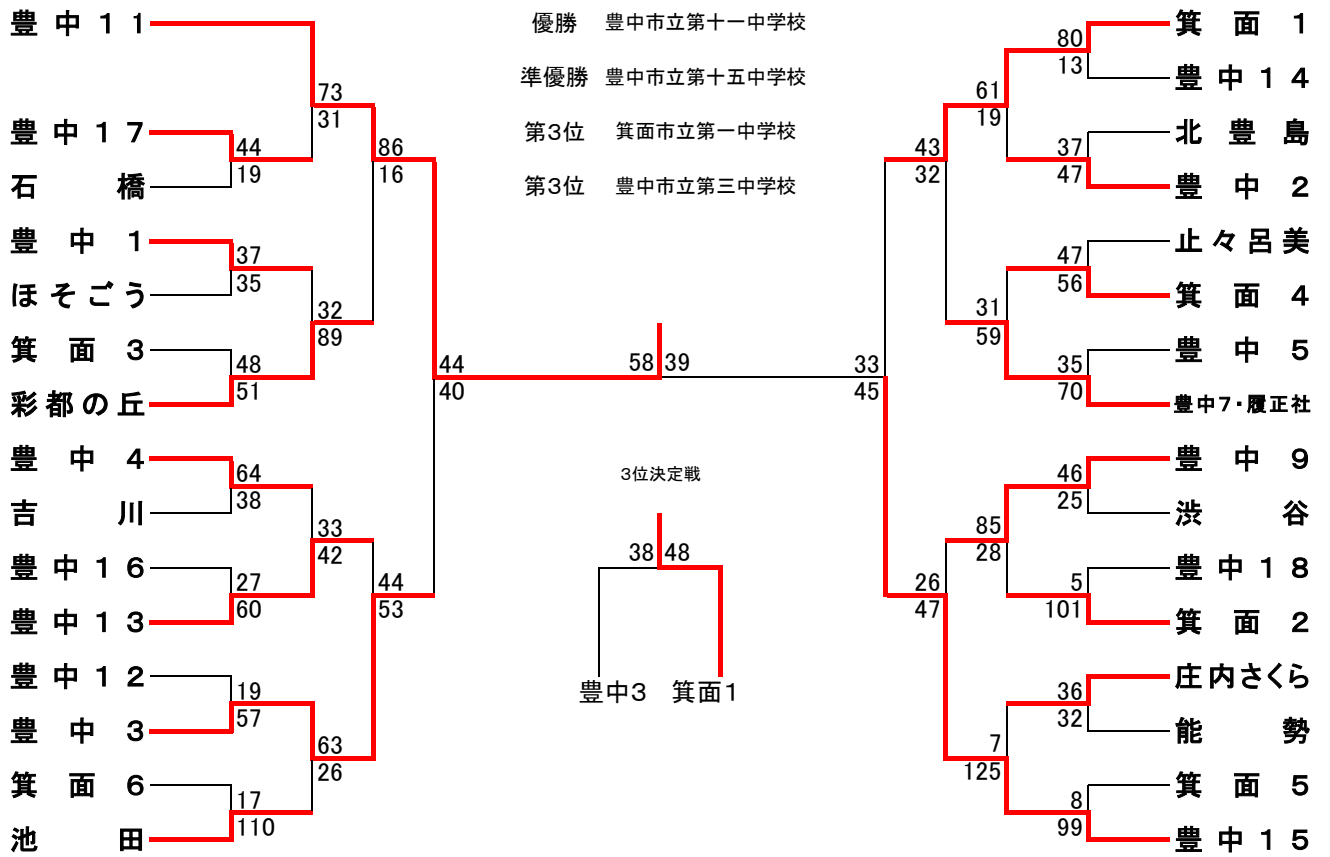 豊中11
優勝 豊中市立第十一中学校
箕面1
80
13
準優勝 豊中市立第十五中学校
豊中14
73
31
61
19
第3位 箕面市立第一中学校
豊中17
北豊島
44
19
86
16
43
32
37
47
石橋
第3位 豊中市立第三中学校
豊中2
豊中1
止々呂美
37
35
47
56
ほそごう
箕面4
32
89
31
59
箕面3
豊中5
48
51
44
40
58 39
33
45
35
70
彩都の丘
豊中7・履正社
豊中4
3位決定戦
豊中9
64
38
46
25
吉川
渋谷
33
42
85
28
豊中16
38 48
豊中18
27
60
44
53
26
47
5
101
豊中13
箕面2
豊中12
豊中3 箕面1
庄内さくら
19
57
36
32
豊中3
能勢
63
26
7
125
箕面6
箕面5
17
110
8
99
池田
豊中15